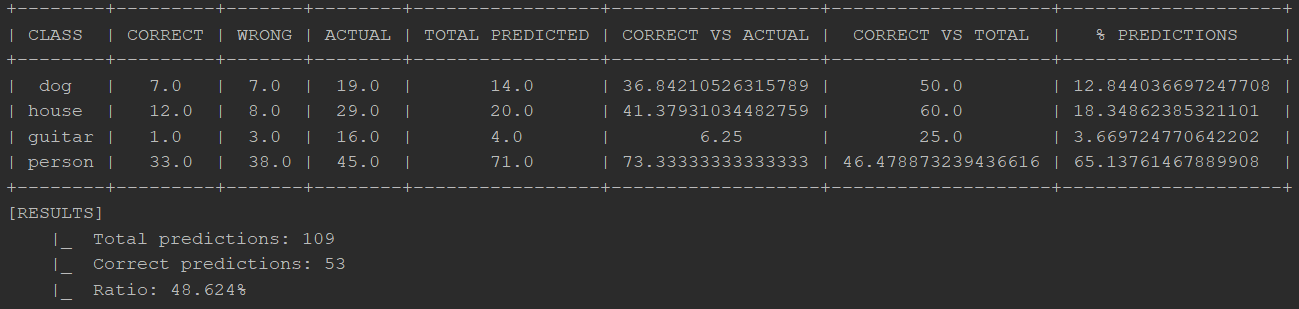 +--------+---------+-------+--------+-----------------+-------------------+--------------------+--------------------+
| CLASS | CORRECT | WRONG | ACTUAL | TOTAL PREDICTED | CORRECT VS ACTUAL | CORRECT VS TOTAL | % PREDICTIONS |
+--------+---------+-------+--------+-----------------+-------------------+--------------------+--------------------+
| dog | 7.0 | 7.0 | 19.0 | 14.0 | 36.84210526315789 | 50.0 | 12.844036697247708 |
| house | 12.0 | 8.0 | 29.0 | 20.0 | 41.37931034482759 | 60.0 | 18.34862385321101 |
| guitar | 1.0 | 3.0 | 16.0 | 4.0 | 6.25 | 25.0 | 3.669724770642202 |
| person | 33.0 | 38.0 | 45.0 | 71.0 | 73.33333333333333 | 46.478873239436616 | 65.13761467889908 |
+--------+---------+-------+--------+-----------------+-------------------+--------------------+--------------------+
[RESULTS]
|_ Total predictions: 109
|_ Correct predictions: 53
|_ Ratio: 48.624%